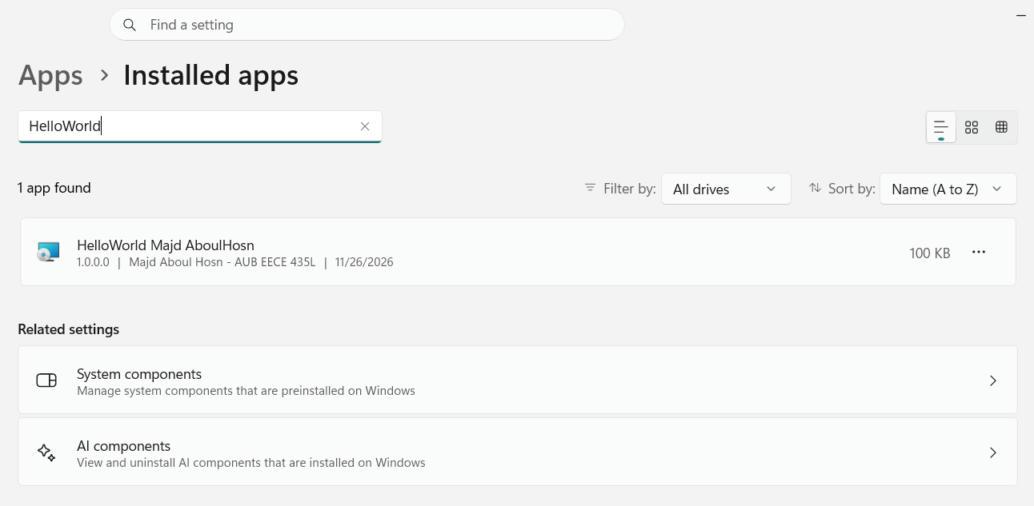 Find a setting
Apps > Installed apps
HelloWorld
1 app found
Filter by: All drives
Sort by: Name (A to Z)
HelloWorld Majd AboulHosn
1.0.0.0 | Majd Aboul Hosn - AUB EECE 435L | 11/26/2026
100 KB
Related settings
System components
Manage system components that are preinstalled on Windows
AI components
View and uninstall AI components that are installed on Windows